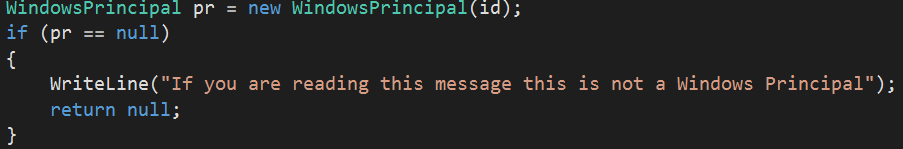 WindowsPrincipal pr = new WindowsPrincipal(id);
if (pr == null)
{
    WriteLine("If you are reading this message this is not a Windows Principal");
    return null;
}